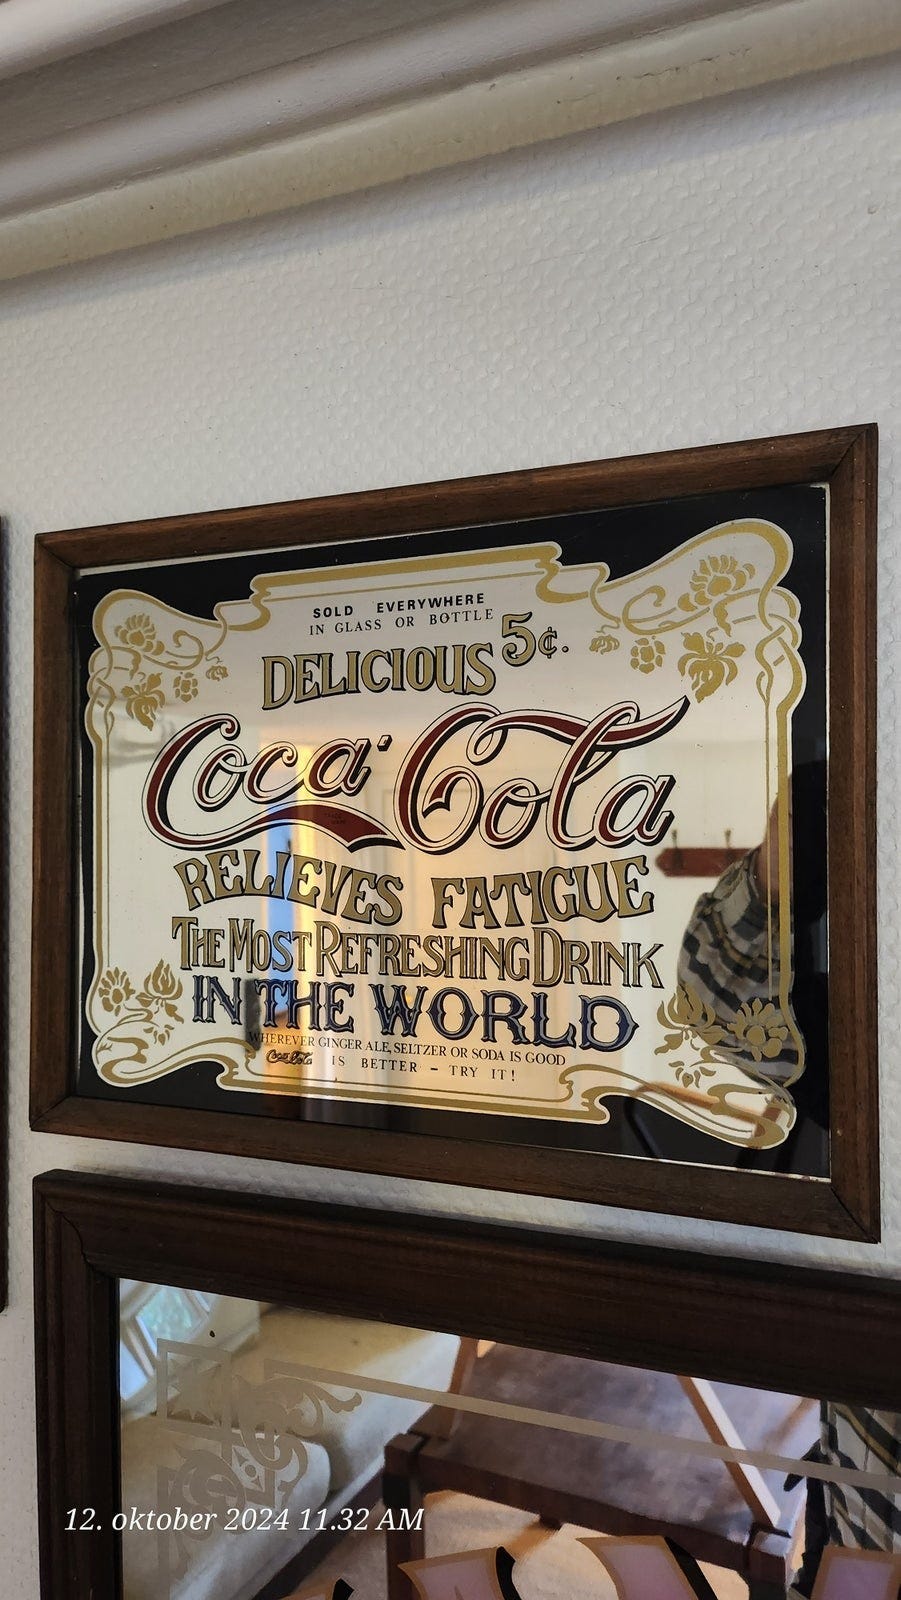 SOLD EVERYWHERE
IN GLASS OR BOTTLE
DELICIOUS 5¢.
Coca-Cola
TRADE MARK
RELIEVES FATIGUE
THE MOST REFRESHING DRINK
IN THE WORLD
WHEREVER GINGER ALE, SELTZER OR SODA IS GOOD
Coca-Cola IS BETTER - TRY IT!
12. oktober 2024 11.32 AM